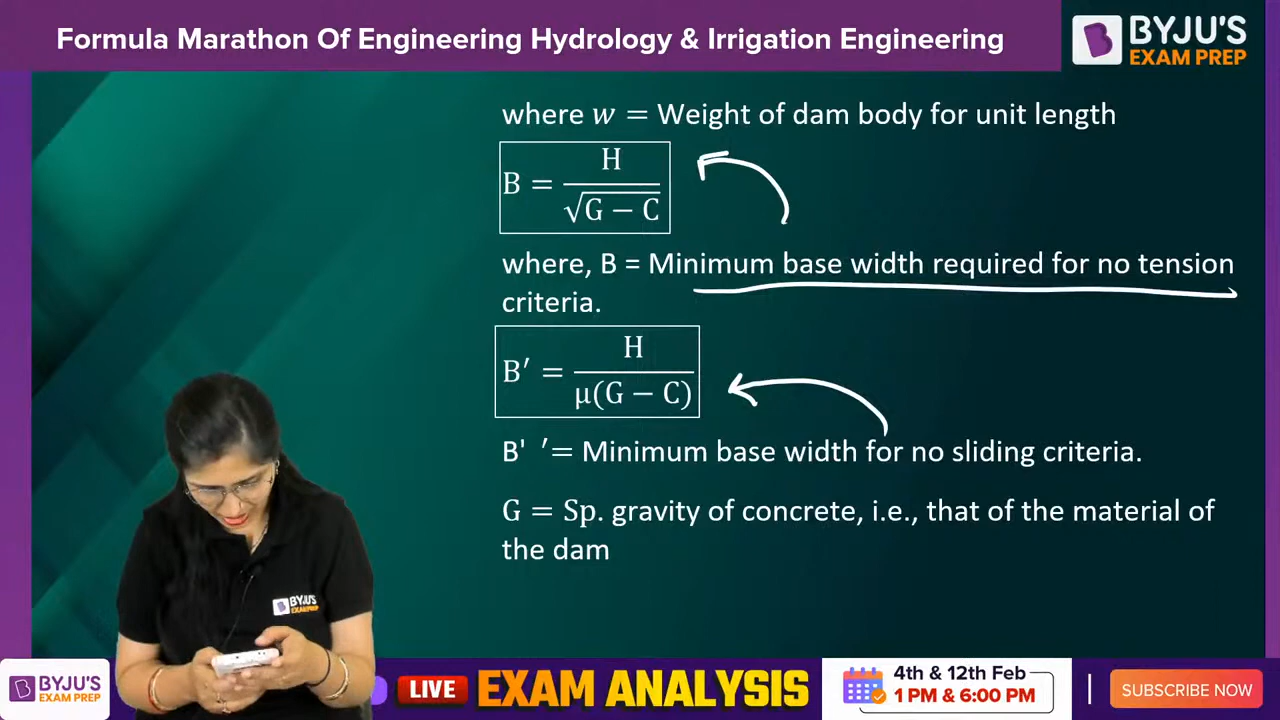 Formula Marathon Of Engineering Hydrology & Irrigation Engineering
BYJU'S
EXAM PREP
where w = Weight of dam body for unit length
B = H / √(G − C)
where, B = Minimum base width required for no tension
criteria.
B′ = H / μ(G − C)
B' ′= Minimum base width for no sliding criteria.
G = Sp. gravity of concrete, i.e., that of the material of
the dam
BYJU'S
EXAM PREP
BYJU'S
EXAM PREP
LIVE
EXAM ANALYSIS
4th & 12th Feb
1 PM & 6:00 PM
SUBSCRIBE NOW